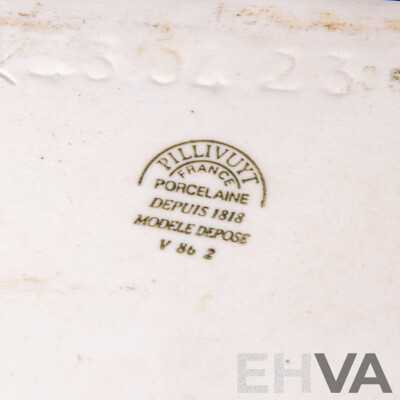 PILLIVUYT
FRANCE
PORCELAINE
DEPUIS 1818
MODELE DEPOSE
V 86 2
EHVA